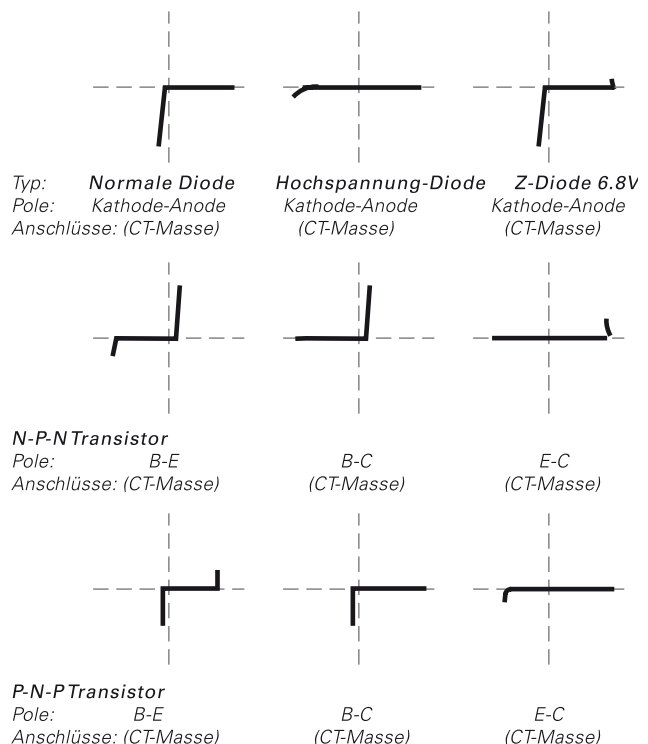 Typ: Normale Diode Hochspannung-Diode Z-Diode 6.8V
Pole: Kathode-Anode Kathode-Anode Kathode-Anode
Anschlüsse: (CT-Masse) (CT-Masse) (CT-Masse)
N-P-N Transistor
Pole: B-E B-C E-C
Anschlüsse: (CT-Masse) (CT-Masse) (CT-Masse)
P-N-P Transistor
Pole: B-E B-C E-C
Anschlüsse: (CT-Masse) (CT-Masse) (CT-Masse)